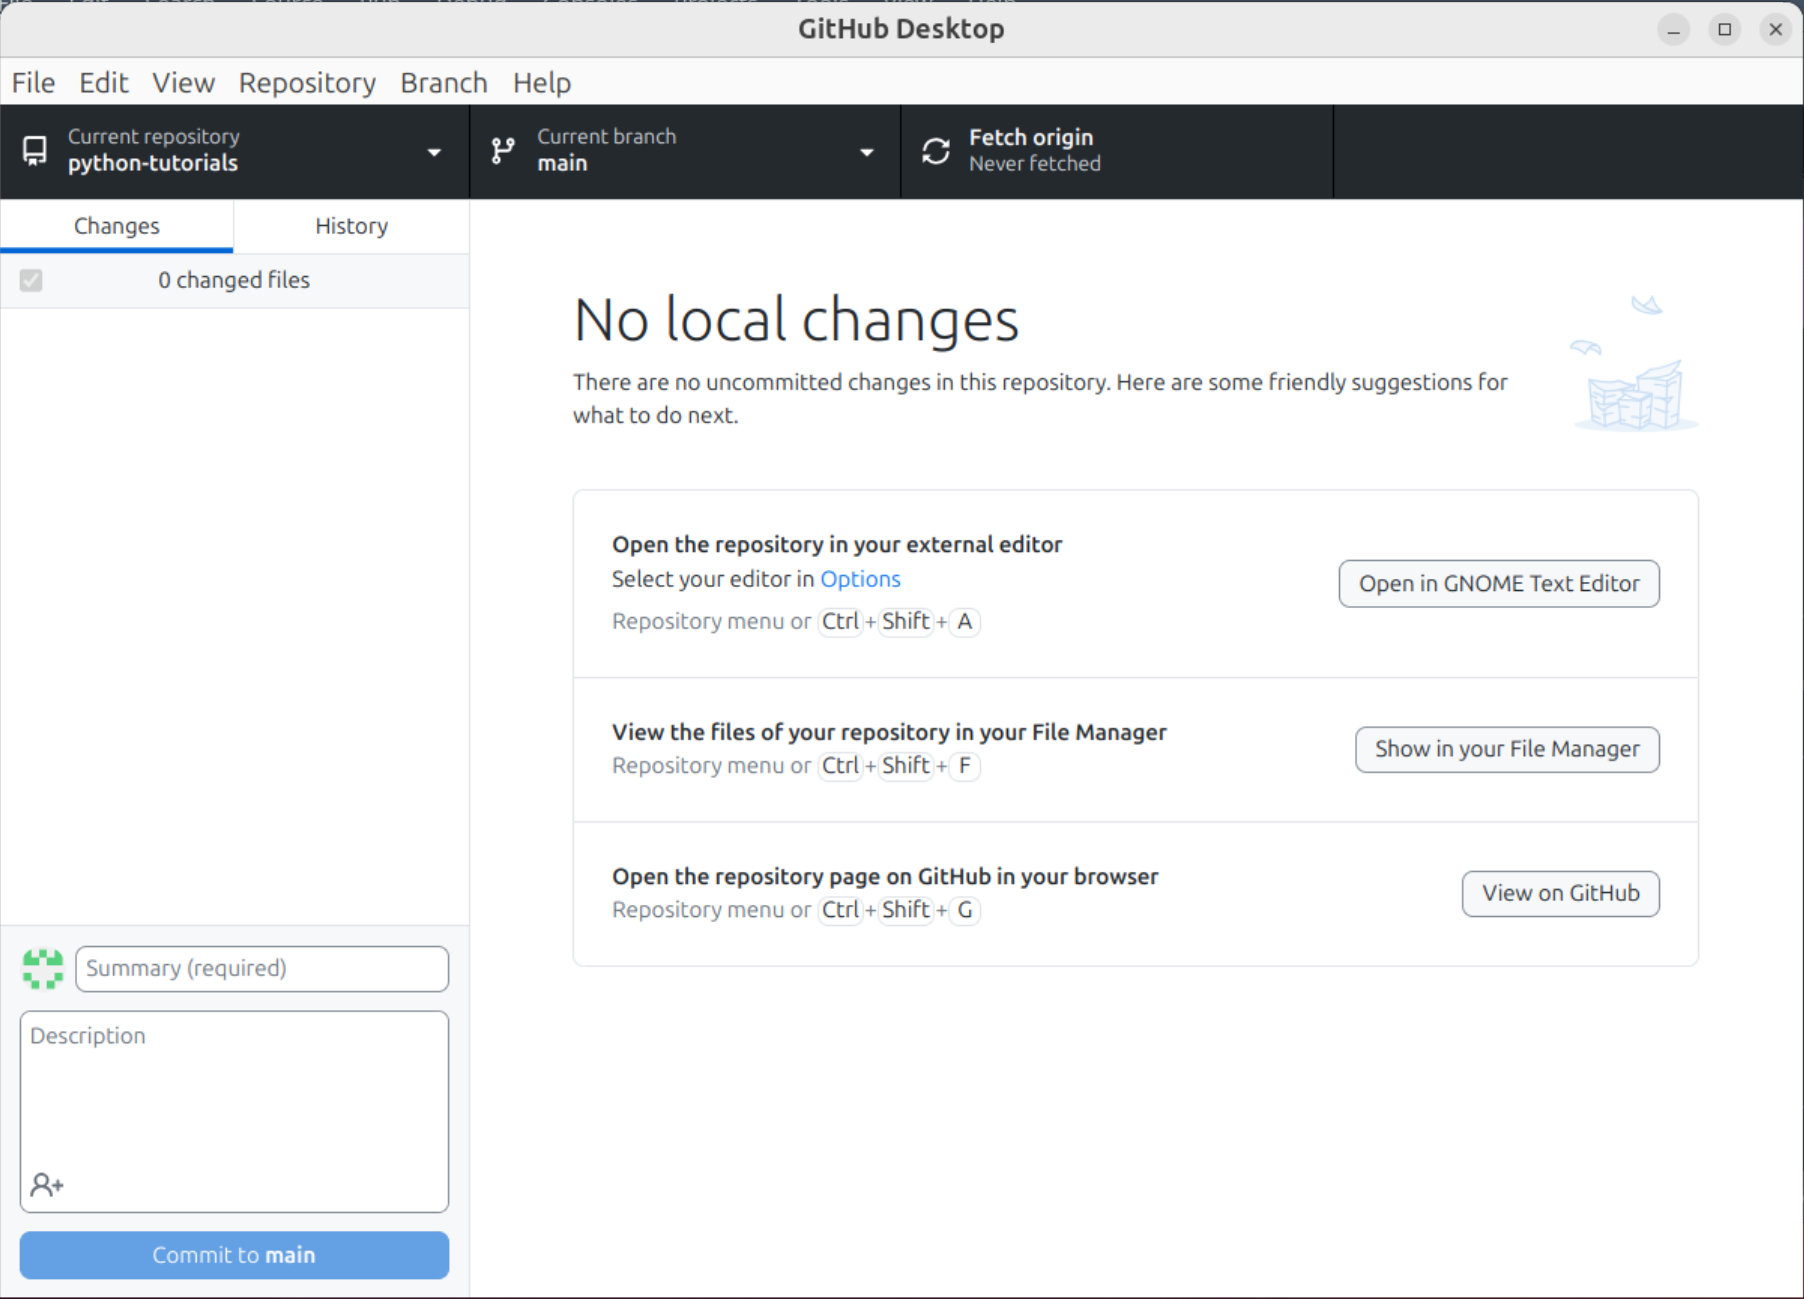 GitHub Desktop
File Edit View Repository Branch Help
Current repository
python-tutorials
Current branch
main
Fetch origin
Never fetched
Changes
History
0 changed files
No local changes
There are no uncommitted changes in this repository. Here are some friendly suggestions for
what to do next.
Open the repository in your external editor
Select your editor in Options
Repository menu or Ctrl + Shift + A
Open in GNOME Text Editor
View the files of your repository in your File Manager
Repository menu or Ctrl + Shift + F
Show in your File Manager
Open the repository page on GitHub in your browser
Repository menu or Ctrl + Shift + G
View on GitHub
Summary (required)
Description
Commit to main